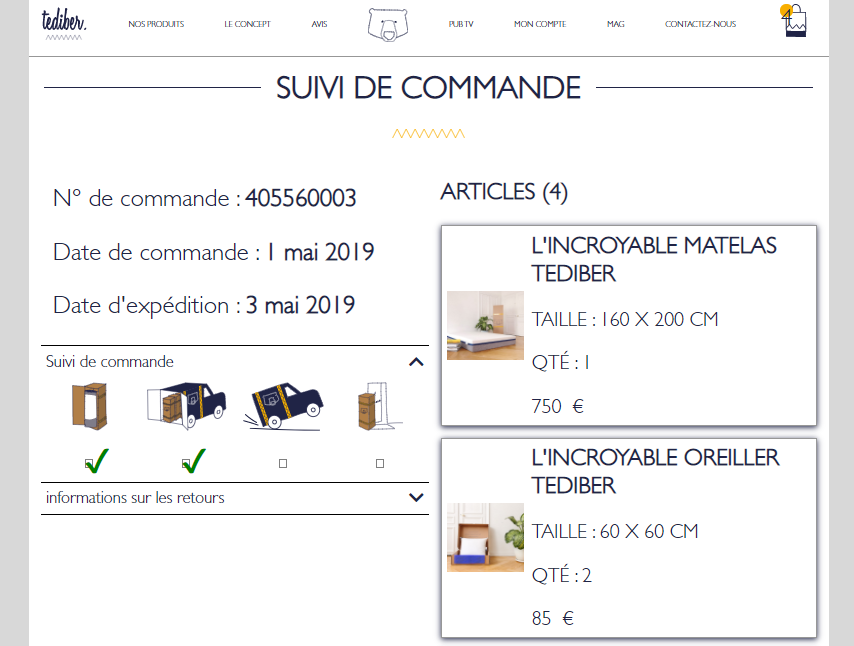 tediber.
NOS PRODUITS
LE CONCEPT
AVIS
PUB TV
MON COMPTE
MAG
CONTACTEZ-NOUS
4
SUIVI DE COMMANDE
N° de commande : 405560003
Date de commande : 1 mai 2019
Date d'expédition : 3 mai 2019
Suivi de commande
informations sur les retours
ARTICLES (4)
L'INCROYABLE MATELAS
TEDIBER
TAILLE : 160 X 200 CM
QTÉ : 1
750 €
L'INCROYABLE OREILLER
TEDIBER
TAILLE : 60 X 60 CM
QTÉ : 2
85 €